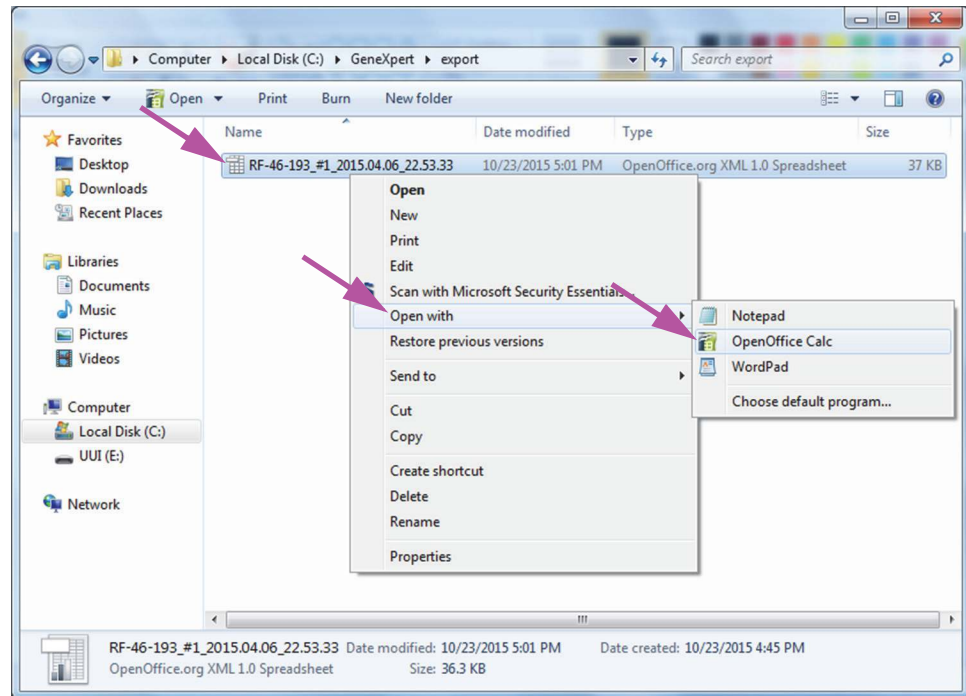 Computer ▸ Local Disk (C:) ▸ GeneXpert ▸ export
Search export
Organize ▾ Open ▾ Print Burn New folder
Name Date modified Type Size
RF-46-193_#1_2015.04.06_22.53.33 10/23/2015 5:01 PM OpenOffice.org XML 1.0 Spreadsheet 37 KB
Favorites
Desktop
Downloads
Recent Places
Libraries
Documents
Music
Pictures
Videos
Computer
Local Disk (C:)
UUI (E:)
Network
Open
New
Print
Edit
Scan with Microsoft Security Essentials...
Open with
Restore previous versions
Send to
Cut
Copy
Create shortcut
Delete
Rename
Properties
Notepad
OpenOffice Calc
WordPad
Choose default program...
RF-46-193_#1_2015.04.06_22.53.33 Date modified: 10/23/2015 5:01 PM Date created: 10/23/2015 4:45 PM
OpenOffice.org XML 1.0 Spreadsheet Size: 36.3 KB